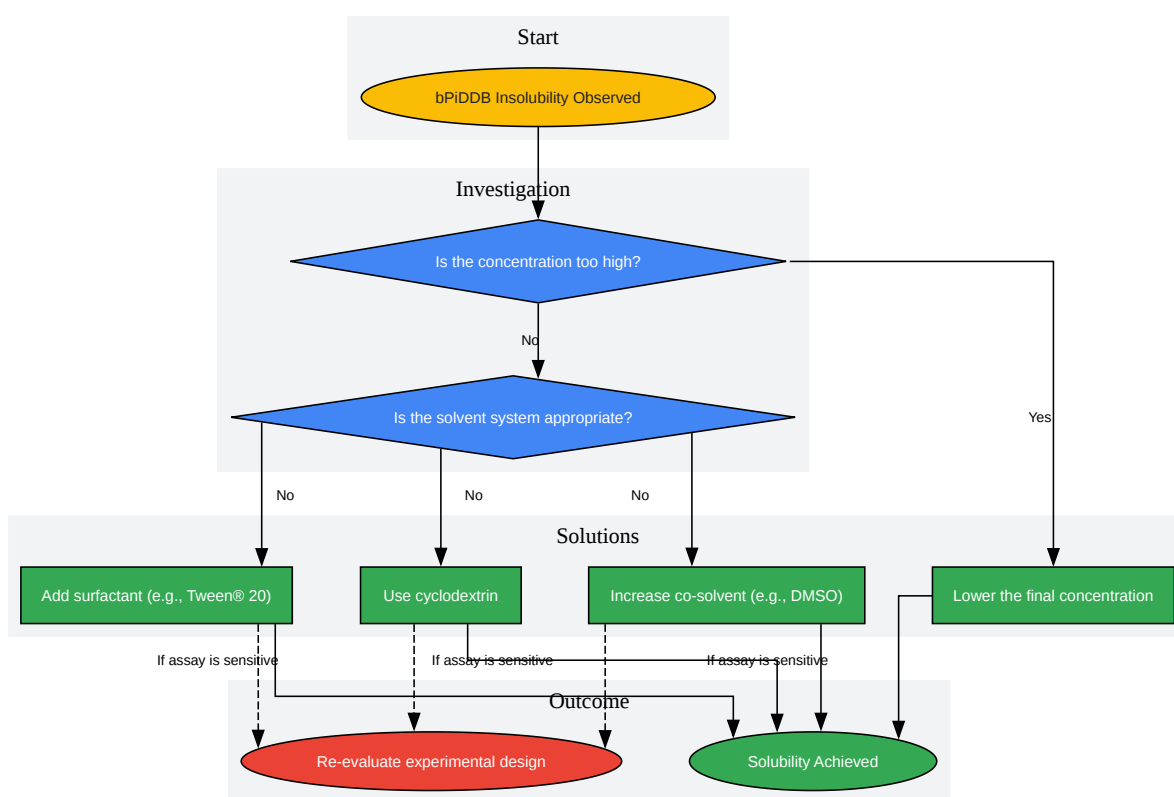 Start
bPiDDB Insolubility Observed
Investigation
Is the concentration too high?
No
Is the solvent system appropriate?
Yes
No
No
No
Solutions
Add surfactant (e.g., Tween® 20)
Use cyclodextrin
Increase co-solvent (e.g., DMSO)
Lower the final concentration
If assay is sensitive
If assay is sensitive
If assay is sensitive
Outcome
Re-evaluate experimental design
Solubility Achieved